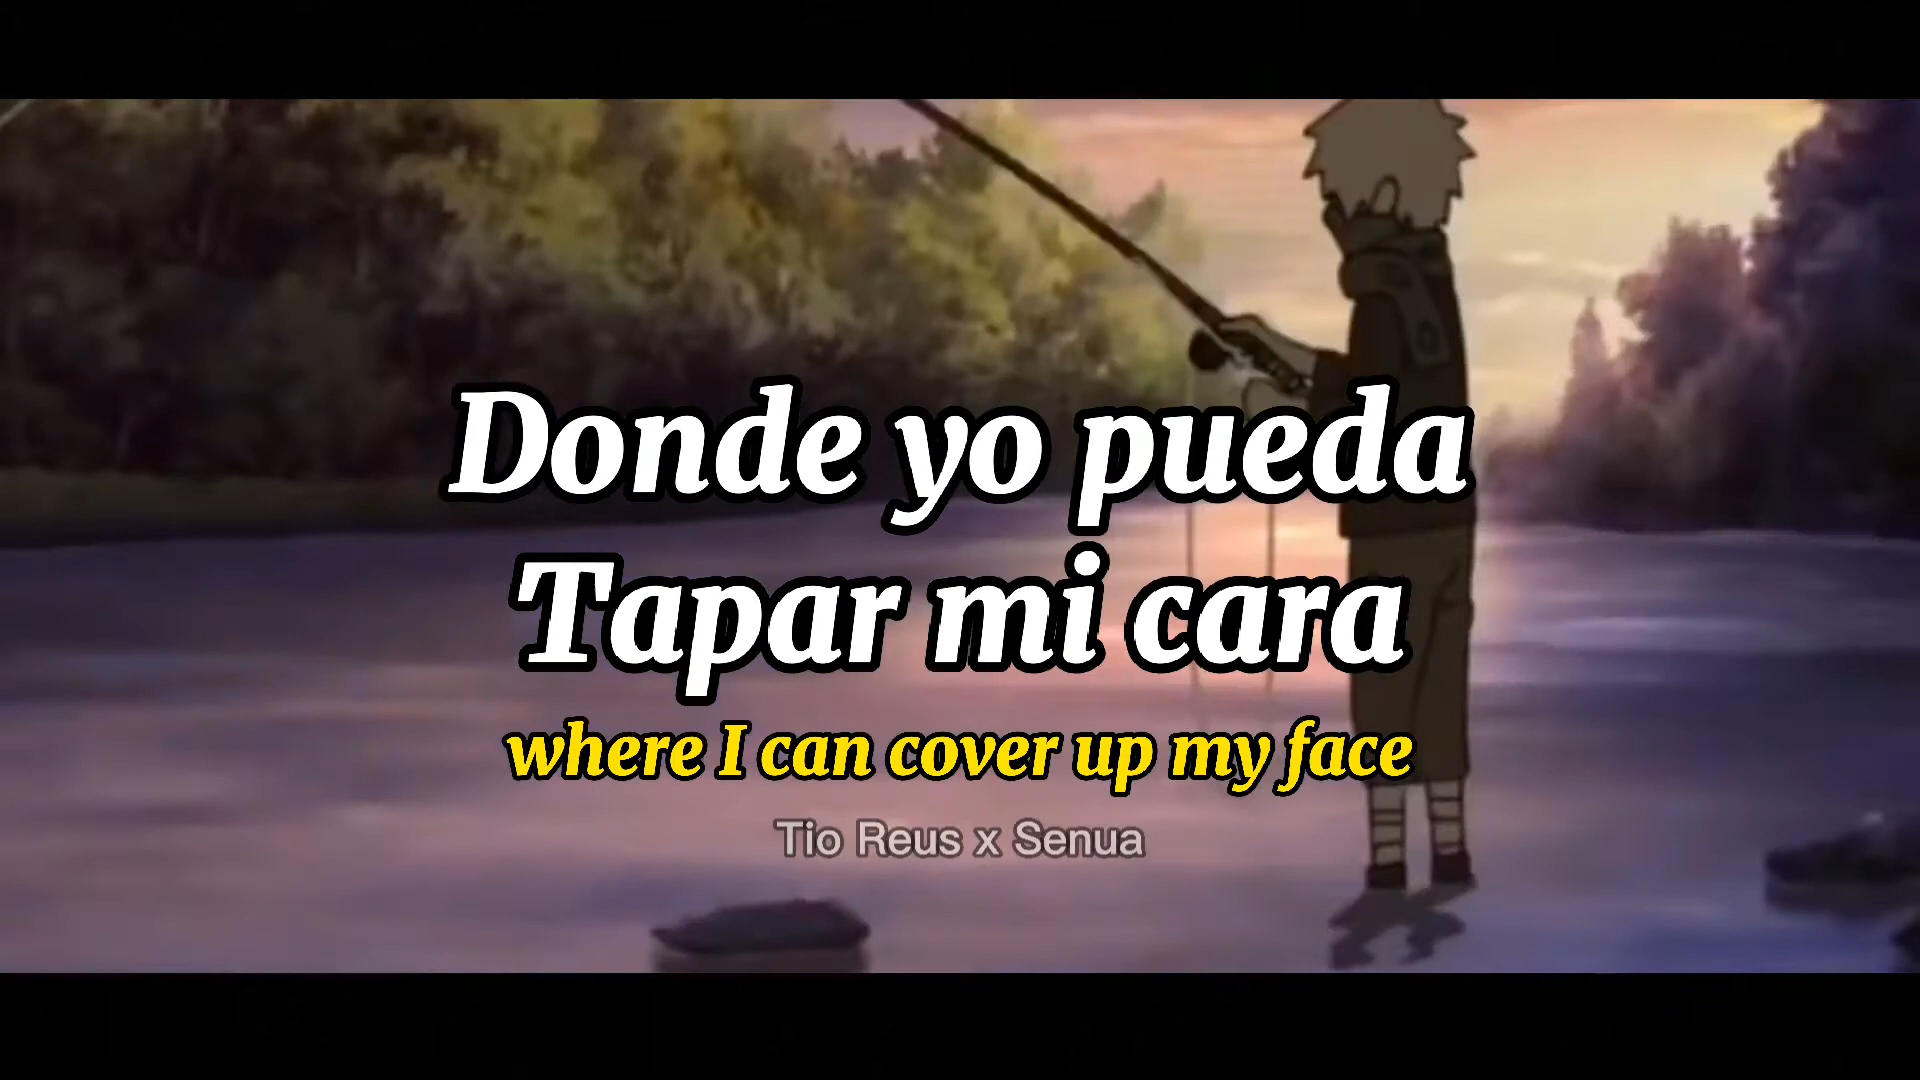 Donde yo pueda
Tapar mi cara
where I can cover up my face
Tio Reus x Senua